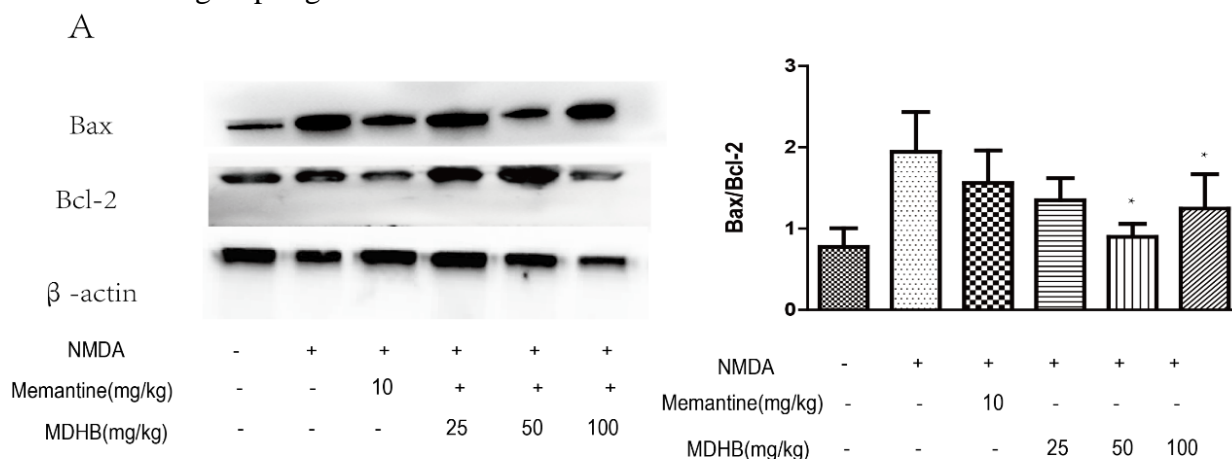 A
Bax
Bcl-2
β -actin
NMDA - + + + + +
Memantine(mg/kg) - - 10 + + +
MDHB(mg/kg) - - - 25 50 100
Bax/Bcl-2
3
2
1
0
*
*
NMDA - + + + + +
Memantine(mg/kg) - - 10 - - -
MDHB(mg/kg) - - - 25 50 100